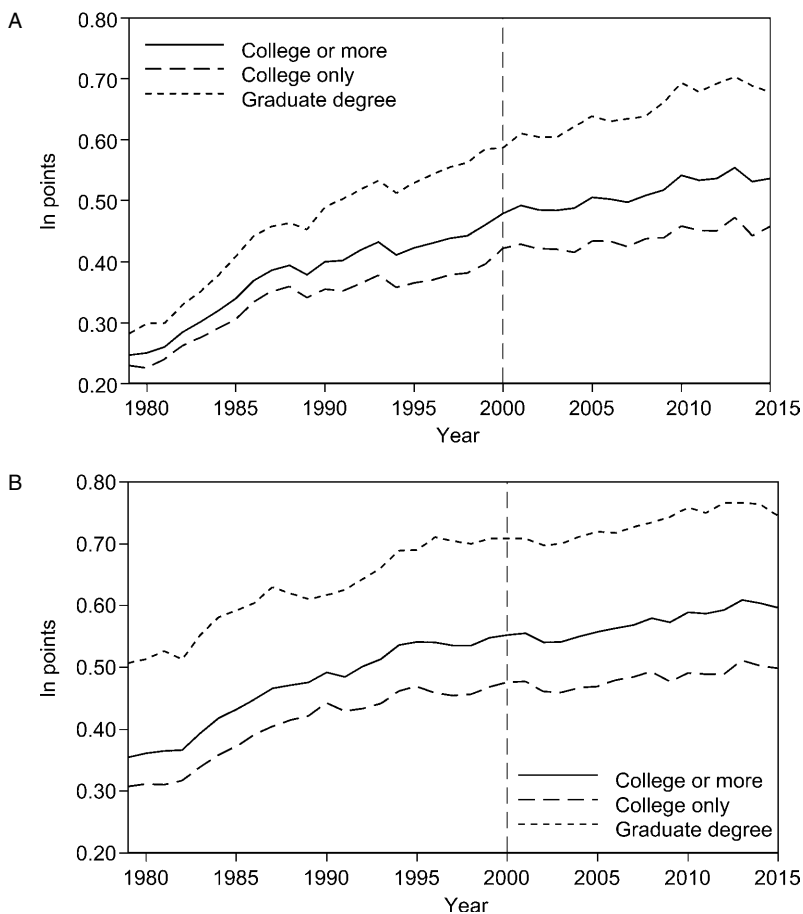 A
0.80
0.70
0.60
0.50
0.40
0.30
0.20
ln points
College or more
College only
Graduate degree
1980 1985 1990 1995 2000 2005 2010 2015
Year
B
0.80
0.70
0.60
0.50
0.40
0.30
0.20
ln points
College or more
College only
Graduate degree
1980 1985 1990 1995 2000 2005 2010 2015
Year